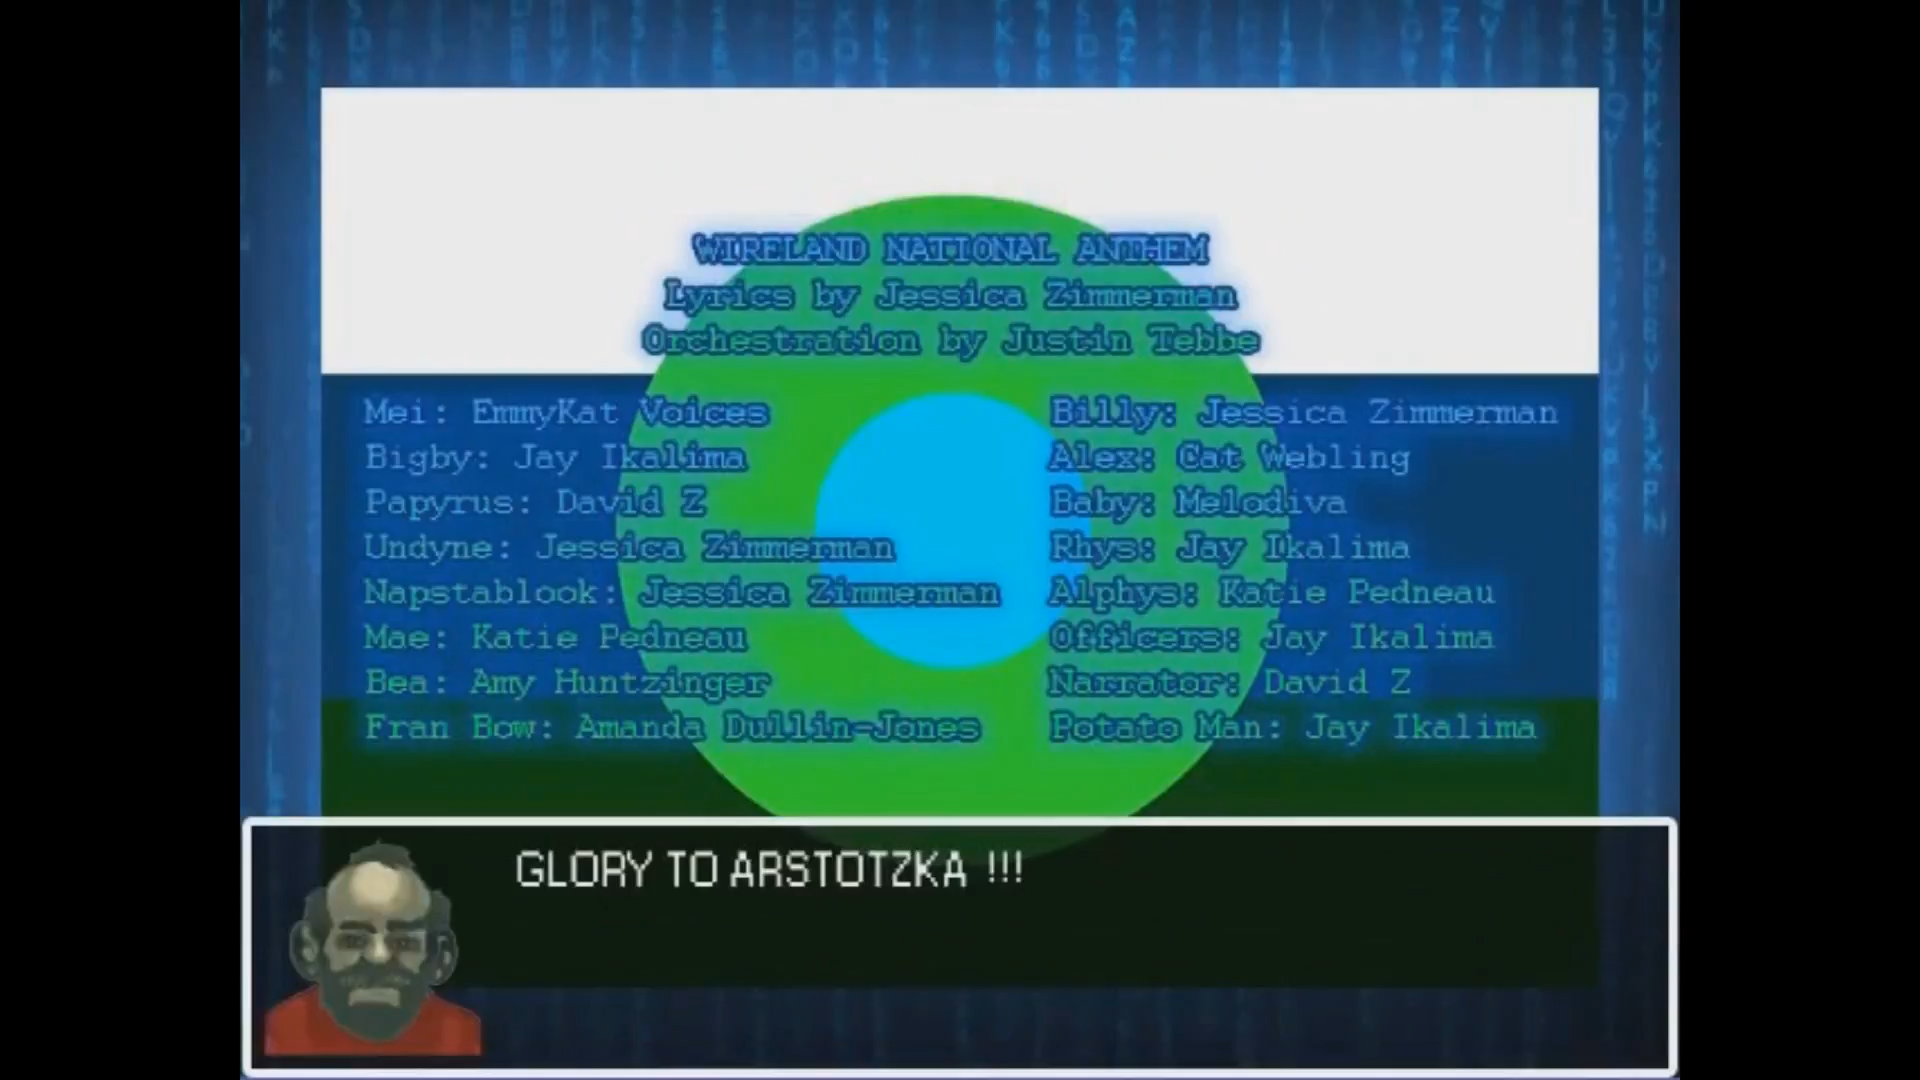 WIRELAND NATIONAL ANTHEM
Lyrics by Jessica Zimmerman
Orchestration by Justin Tebbe
Mei: EmmyKat Voices
Bigby: Jay Ikalima
Papyrus: David Z
Undyne: Jessica Zimmerman
Napstablook: Jessica Zimmerman
Mae: Katie Pedneau
Bea: Amy Huntzinger
Fran Bow: Amanda Dullin-Jones
Billy: Jessica Zimmerman
Alex: Cat Webling
Baby: Melodiva
Rhys: Jay Ikalima
Alphys: Katie Pedneau
Officers: Jay Ikalima
Narrator: David Z
Potato Man: Jay Ikalima
GLORY TO ARSTOTZKA !!!